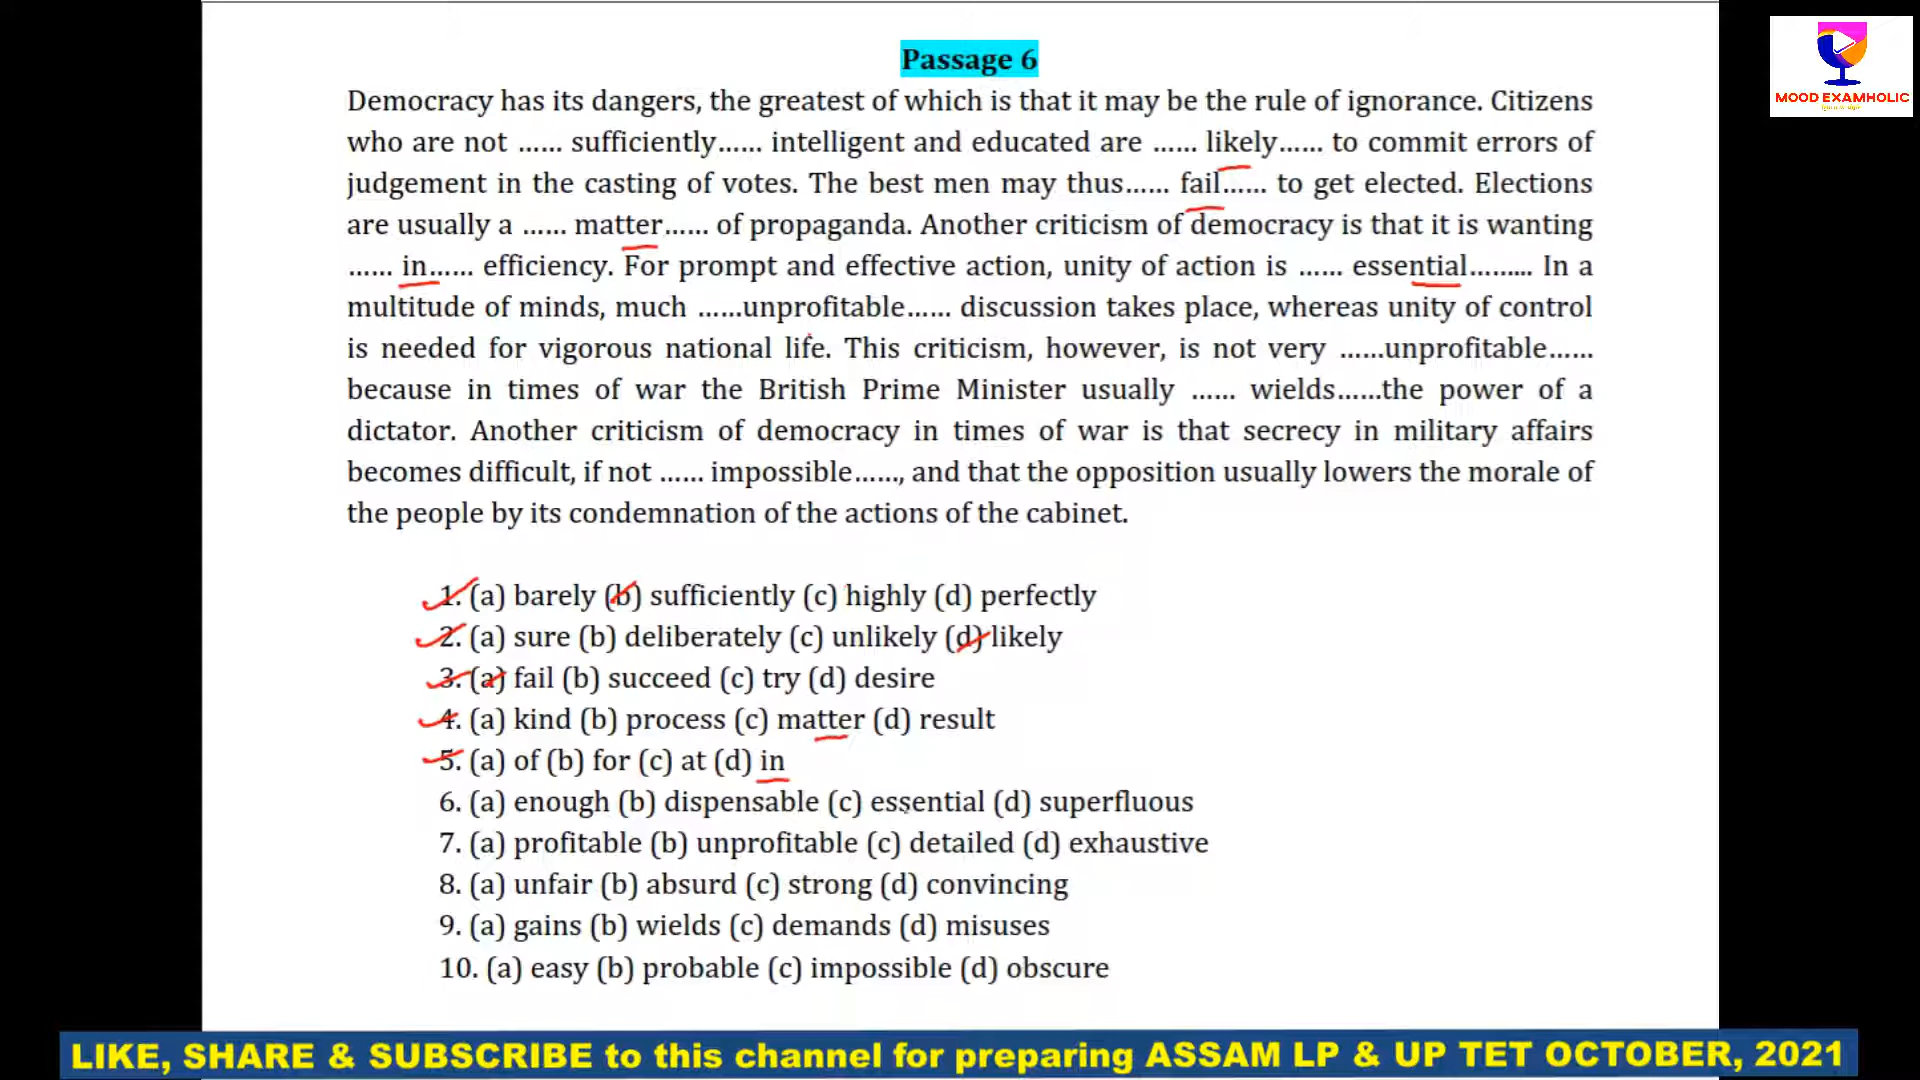 Passage 6
MOOD EXAMHOLIC
Democracy has its dangers, the greatest of which is that it may be the rule of ignorance. Citizens
who are not ...... sufficiently...... intelligent and educated are ...... likely...... to commit errors of
judgement in the casting of votes. The best men may thus...... fail...... to get elected. Elections
are usually a ...... matter...... of propaganda. Another criticism of democracy is that it is wanting
...... in...... efficiency. For prompt and effective action, unity of action is ...... essential......... In a
multitude of minds, much ......unprofitable...... discussion takes place, whereas unity of control
is needed for vigorous national life. This criticism, however, is not very ......unprofitable......
because in times of war the British Prime Minister usually ...... wields......the power of a
dictator. Another criticism of democracy in times of war is that secrecy in military affairs
becomes difficult, if not ...... impossible......, and that the opposition usually lowers the morale of
the people by its condemnation of the actions of the cabinet.
1. (a) barely (b) sufficiently (c) highly (d) perfectly
2. (a) sure (b) deliberately (c) unlikely (d) likely
3. (a) fail (b) succeed (c) try (d) desire
4. (a) kind (b) process (c) matter (d) result
5. (a) of (b) for (c) at (d) in
6. (a) enough (b) dispensable (c) essential (d) superfluous
7. (a) profitable (b) unprofitable (c) detailed (d) exhaustive
8. (a) unfair (b) absurd (c) strong (d) convincing
9. (a) gains (b) wields (c) demands (d) misuses
10. (a) easy (b) probable (c) impossible (d) obscure
LIKE, SHARE & SUBSCRIBE to this channel for preparing ASSAM LP & UP TET OCTOBER, 2021